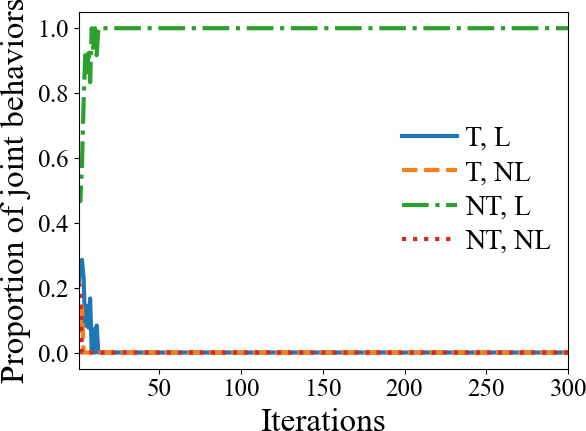 Proportion of joint behaviors
1.0
0.8
0.6
0.4
0.2
0.0
T, L
T, NL
NT, L
NT, NL
50 100 150 200 250 300
Iterations